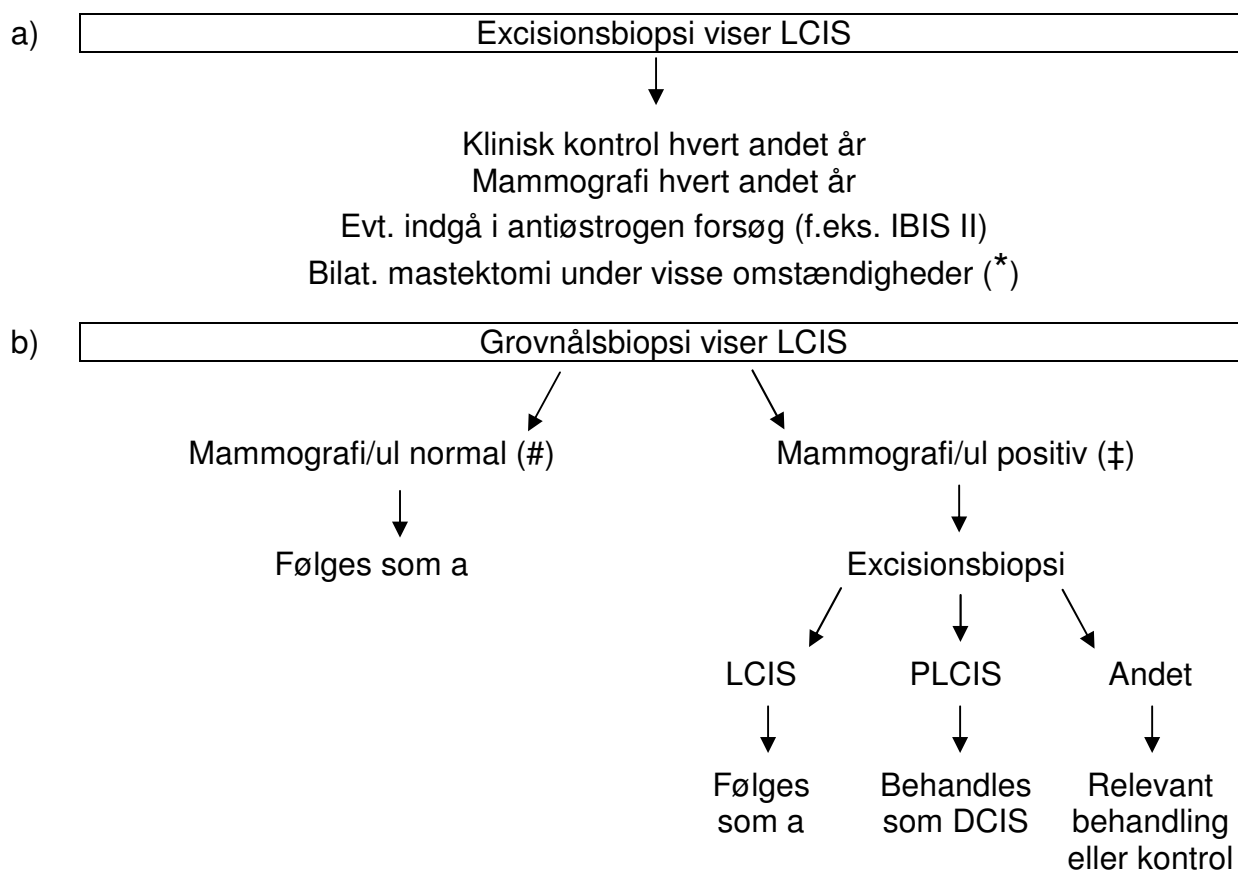 a) Excisionsbiopsi viser LCIS
Klinisk kontrol hvert andet år
Mammografi hvert andet år
Evt. indgå i antiøstrogen forsøg (f.eks. IBIS II)
Bilat. mastektomi under visse omstændigheder (*)
b) Grovnålsbiopsi viser LCIS
Mammografi/ul normal (#) Mammografi/ul positiv (‡)
Følges som a Excisionsbiopsi
LCIS PLCIS Andet
Følges Behandles Relevant
som a som DCIS behandling
eller kontrol